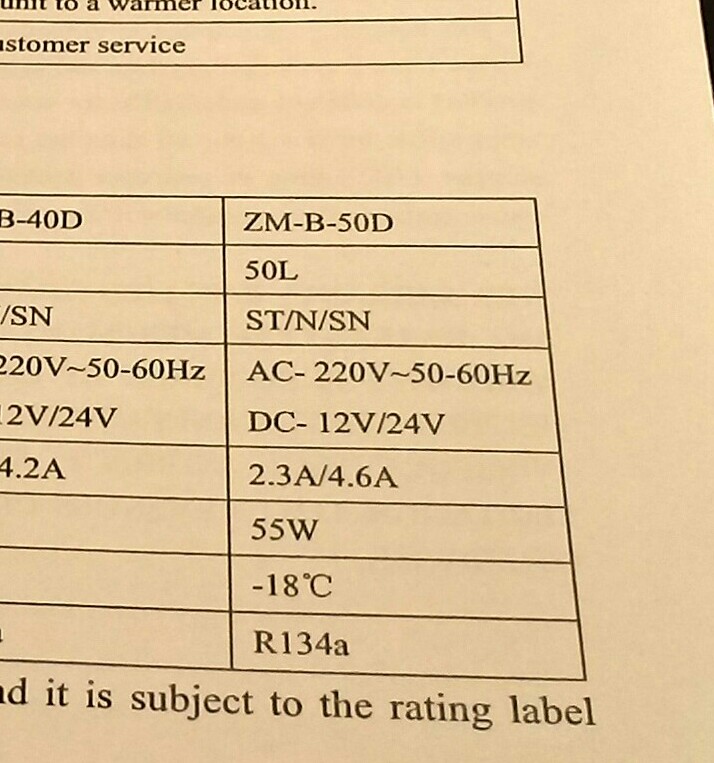 unit to a warmer location.
ustomer service
B-40D ZM-B-50D
50L
/SN ST/N/SN
220V~50-60Hz AC- 220V~50-60Hz
12V/24V DC- 12V/24V
4.2A 2.3A/4.6A
55W
-18℃
R134a
nd it is subject to the rating label